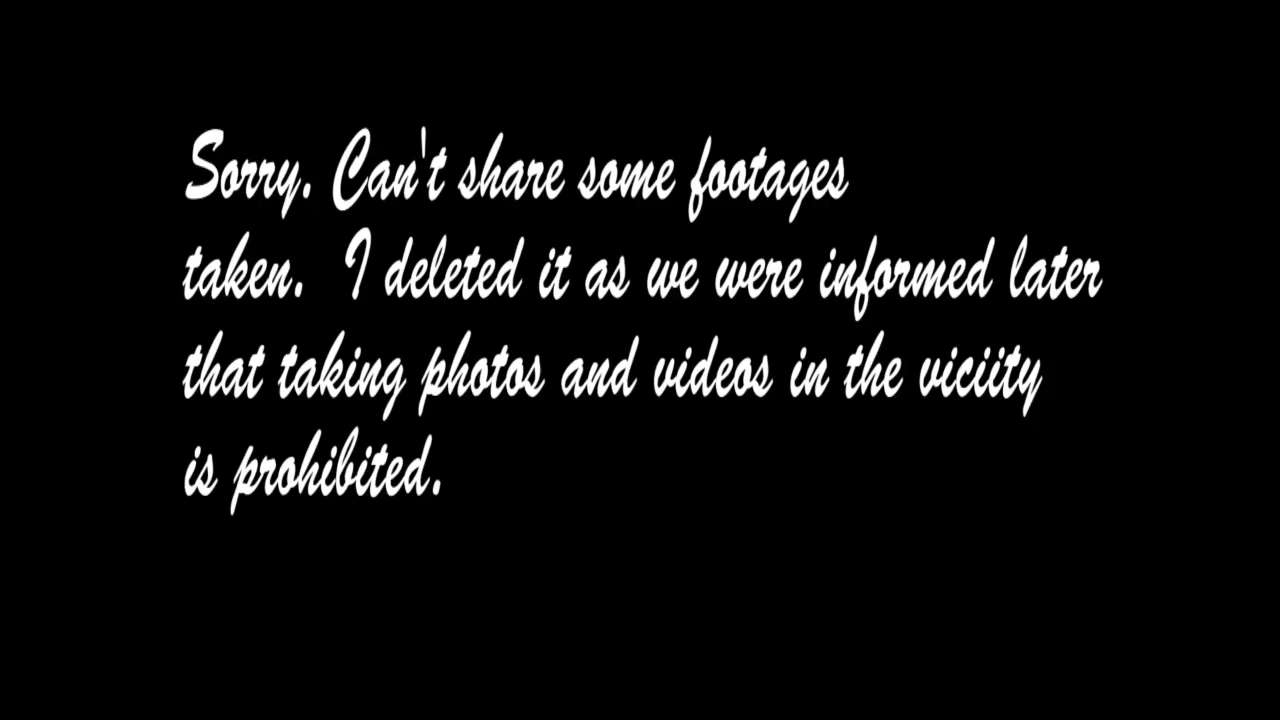 Sorry. Can't share some footages
taken.  I deleted it as we were informed later
that taking photos and videos in the viciity
is prohibited.